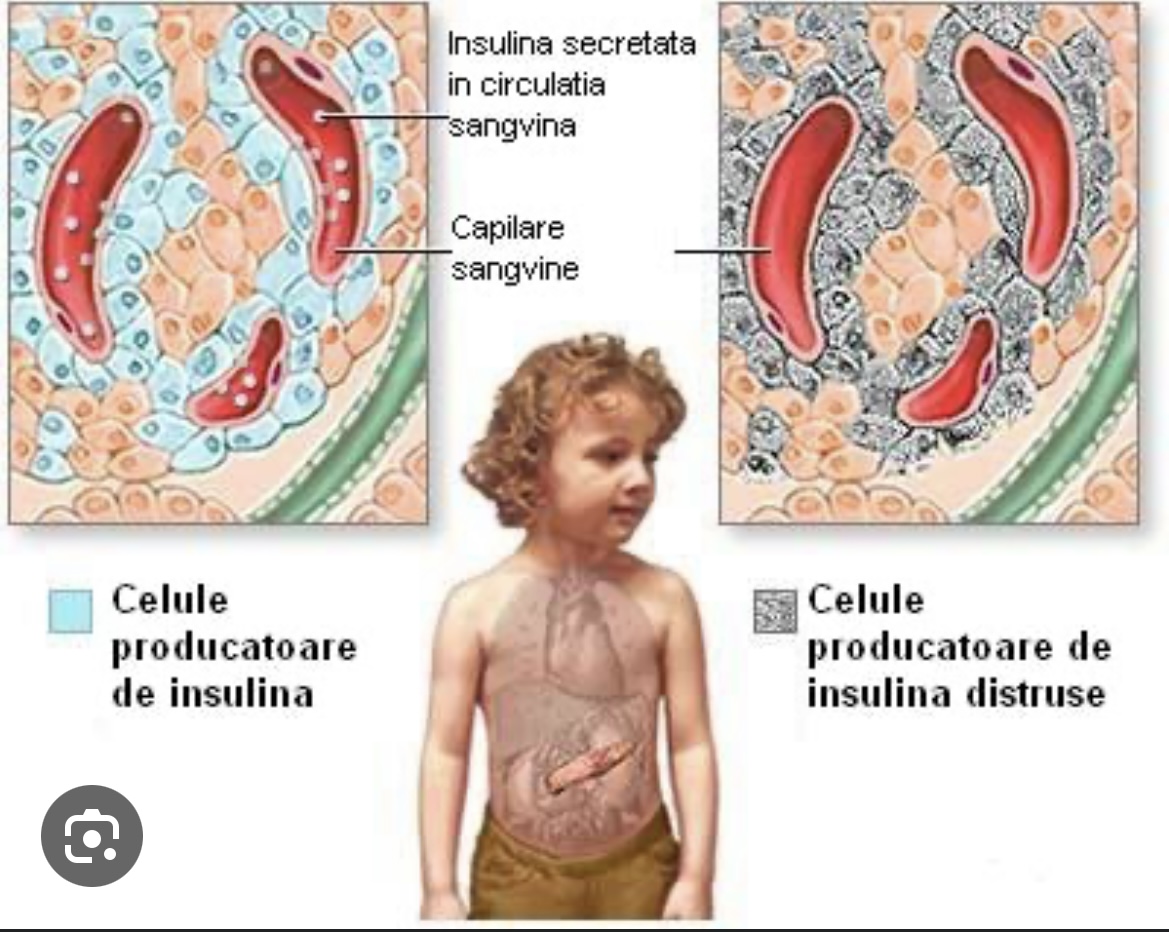 Insulina secretata
in circulatia
sangvina
Capilare
sangvine
Celule
producatoare
de insulina
Celule
producatoare de
insulina distruse